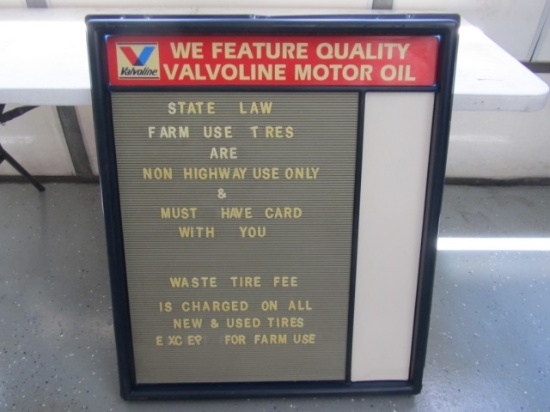 Valvoline
WE FEATURE QUALITY
VALVOLINE MOTOR OIL
STATE LAW
FARM USE T RES
ARE
NON HIGHWAY USE ONLY
&
MUST HAVE CARD
WITH YOU
WASTE TIRE FEE
IS CHARGED ON ALL
NEW & USED TIRES
E XC EP FOR FARM USE